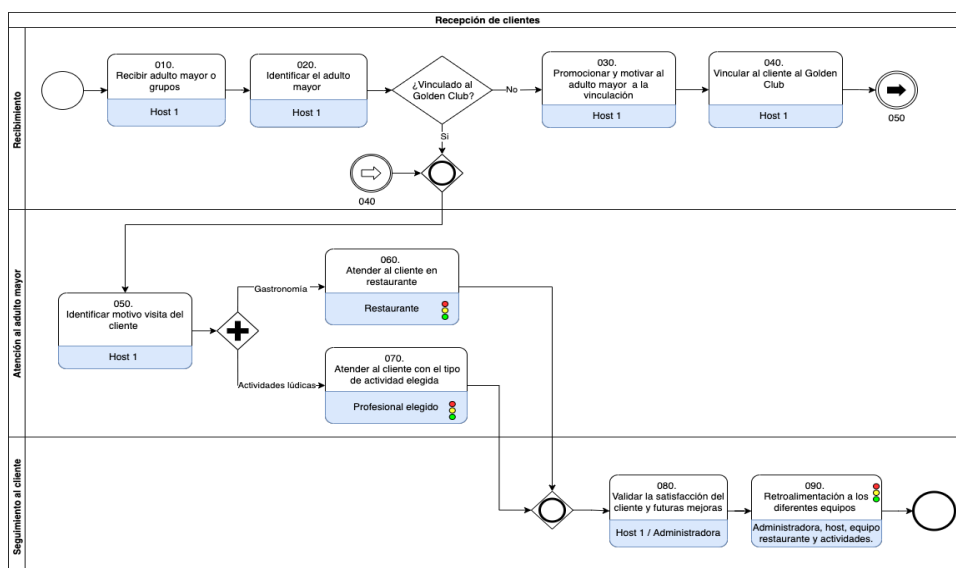 Recepción de clientes
Recibimiento
010.
Recibir adulto mayor o
grupos
Host 1
020.
Identificar el adulto
mayor
Host 1
¿Vinculado al
Golden Club?
No
Si
030.
Promocionar y motivar al
adulto mayor a la
vinculación
Host 1
040.
Vincular al cliente al Golden
Club
Host 1
050
040
Atención al adulto mayor
050.
Identificar motivo visita del
cliente
Host 1
Gastronomía
060.
Atender al cliente en
restaurante
Restaurante
Actividades lúdicas
070.
Atender al cliente con el tipo
de actividad elegida
Profesional elegido
Seguimiento al cliente
080.
Validar la satisfacción del
cliente y futuras mejoras
Host 1 / Administradora
090.
Retroalimentación a los
diferentes equipos
Administradora, host, equipo
restaurante y actividades.